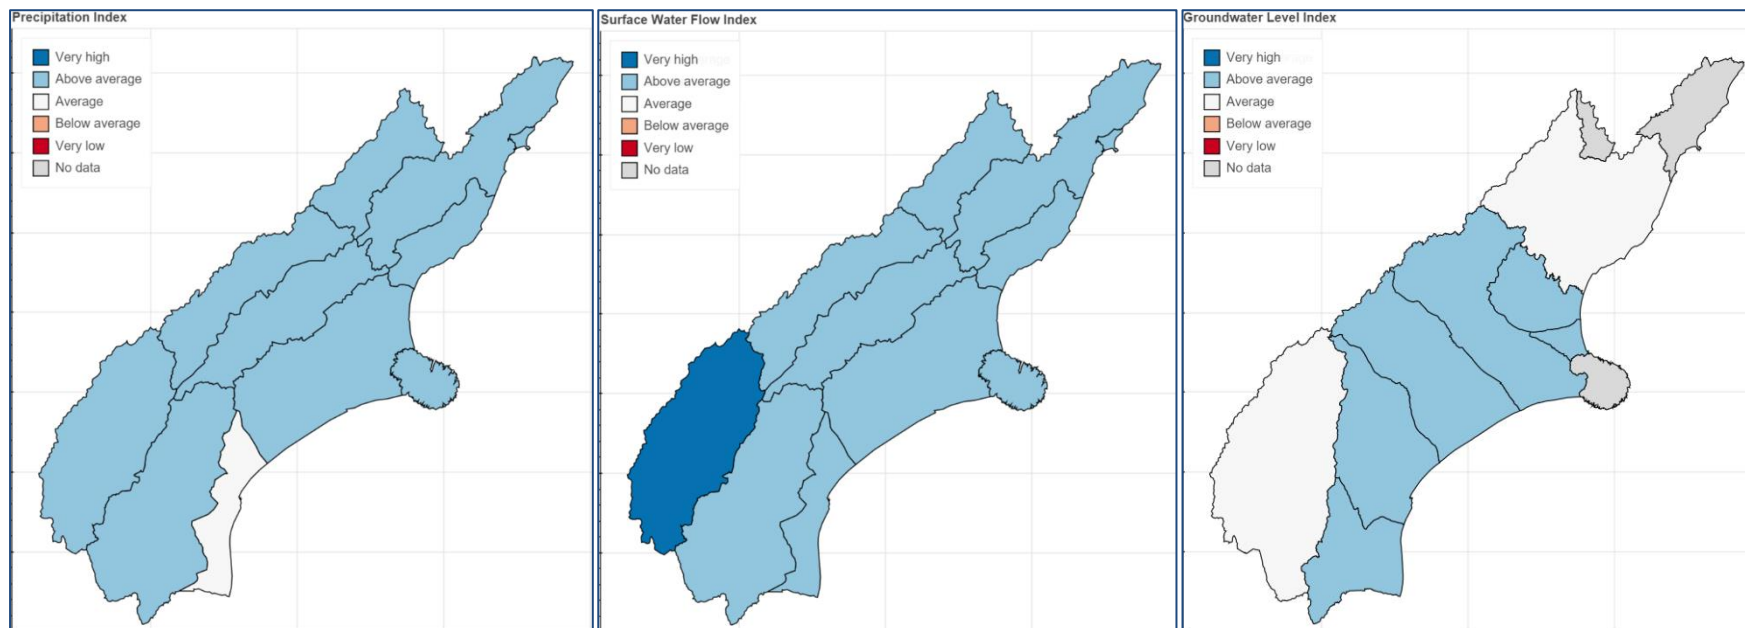 Precipitation Index
Very high
Above average
Average
Below average
Very low
No data
Surface Water Flow Index
Very high
Above average
Average
Below average
Very low
No data
Groundwater Level Index
Very high
Above average
Average
Below average
Very low
No data